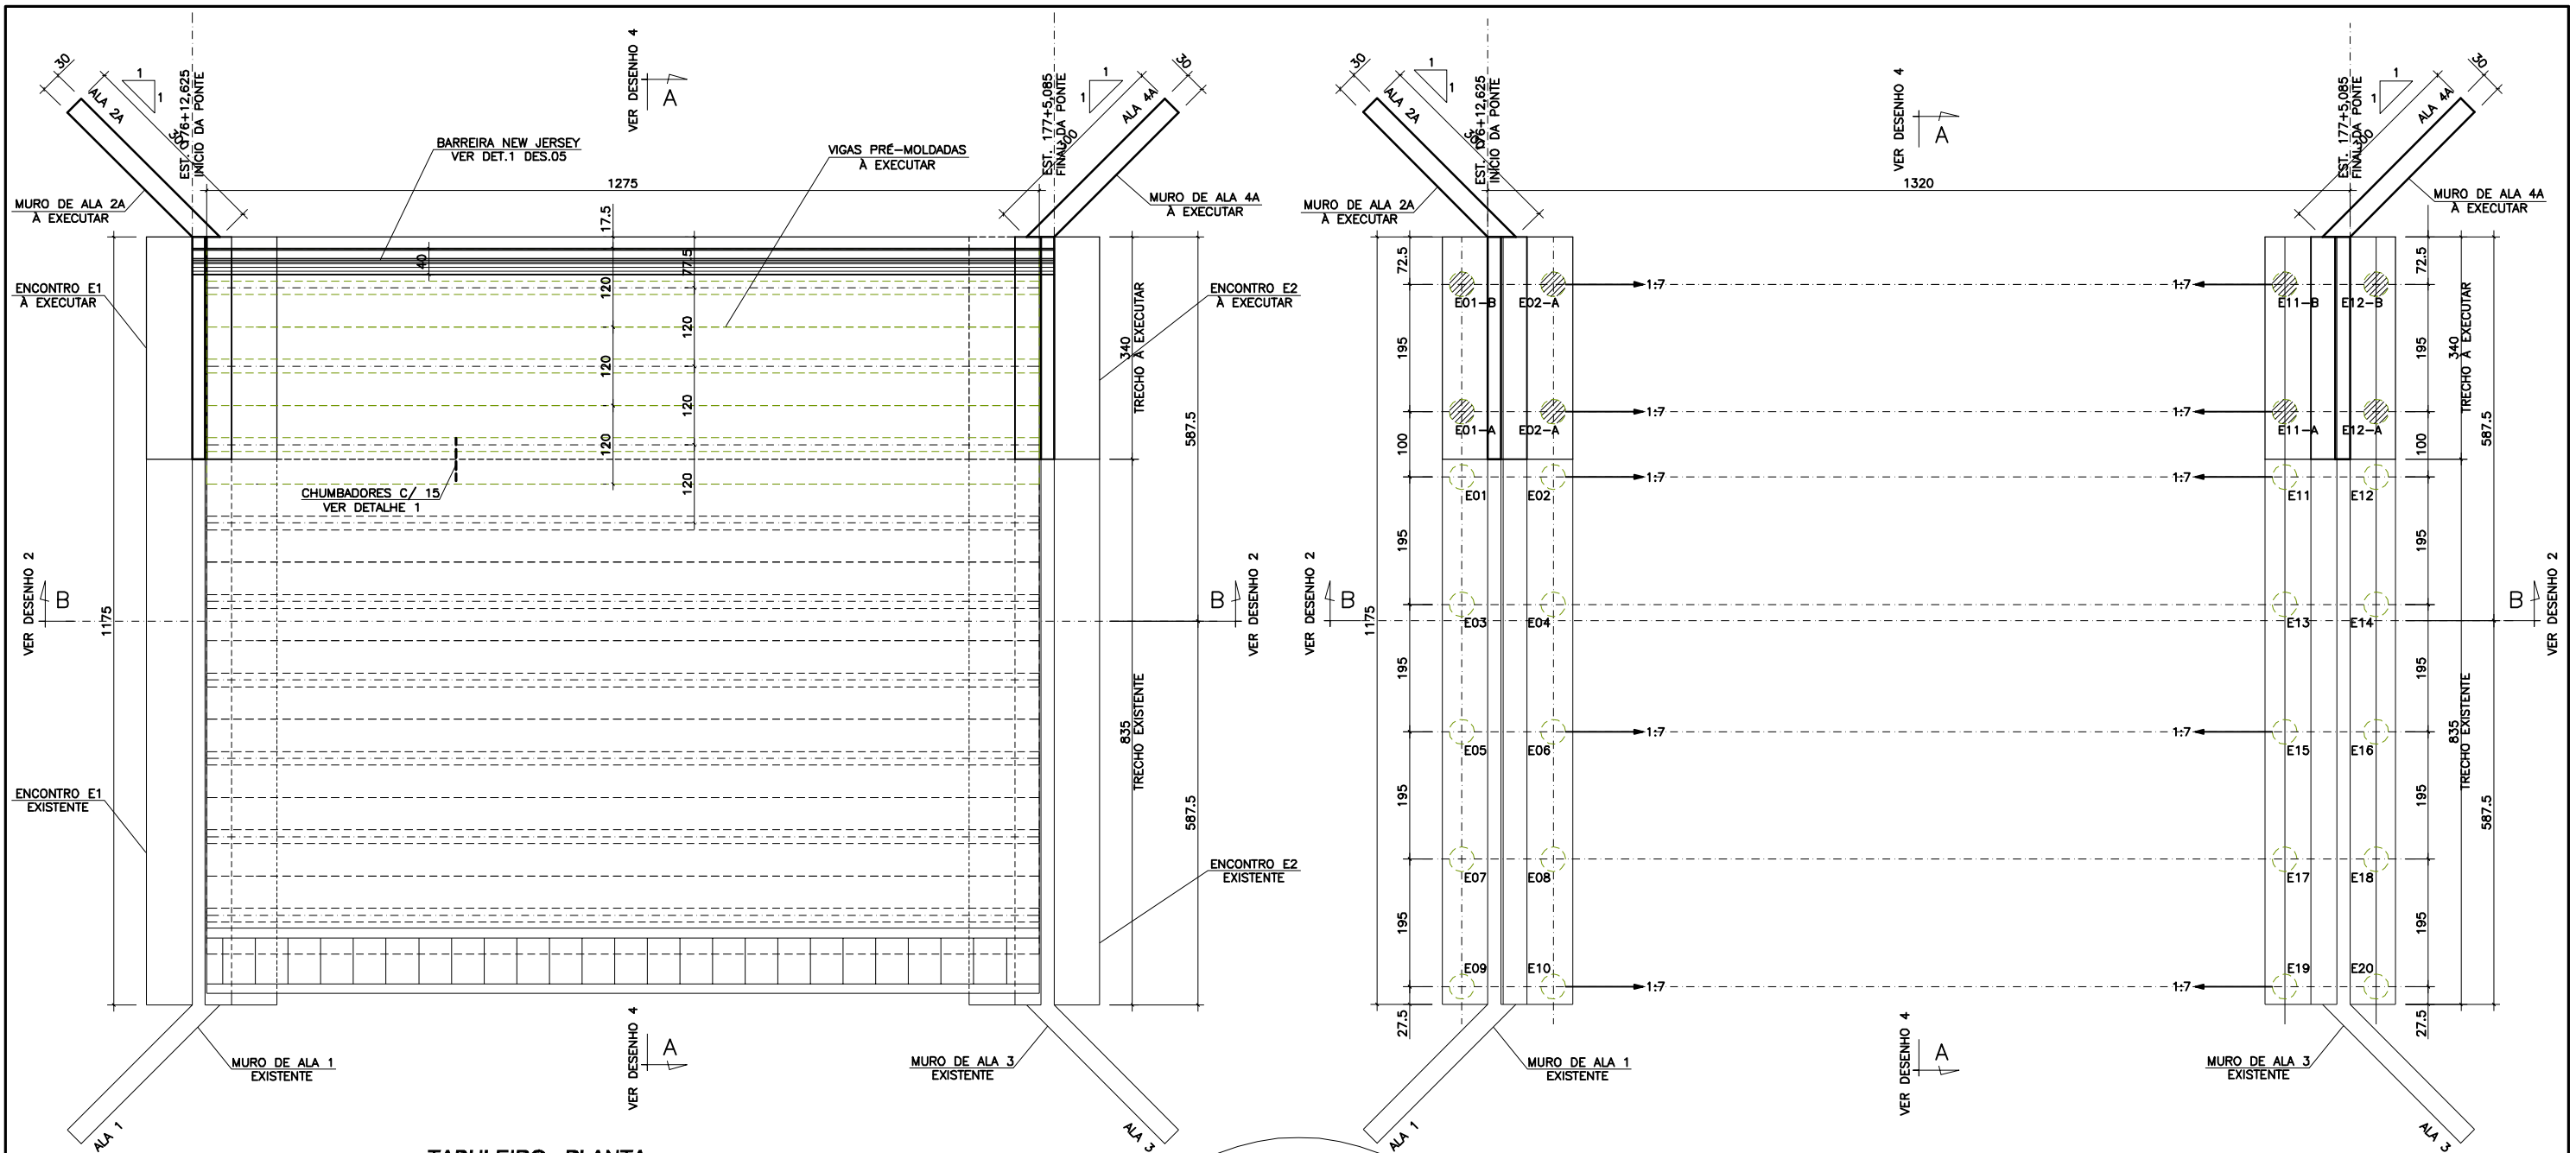 30
1
1
ALA 2A
300
EST. 176+12,625
INÍCIO DA PONTE
MURO DE ALA 2A
À EXECUTAR
BARREIRA NEW JERSEY
VER DET.1 DES.05
VER DESENHO 4
A
VIGAS PRÉ-MOLDADAS
À EXECUTAR
1275
EST. 177+5,085
FINAL DA PONTE
1
1
300
ALA 4A
30
MURO DE ALA 4A
À EXECUTAR
17.5
40
77.5
120
120
120
120
120
120
120
ENCONTRO E1
À EXECUTAR
ENCONTRO E2
À EXECUTAR
340
TRECHO À EXECUTAR
587.5
CHUMBADORES C/ 15
VER DETALHE 1
VER DESENHO 2
B
1175
B
VER DESENHO 2
835
TRECHO EXISTENTE
587.5
ENCONTRO E1
EXISTENTE
ENCONTRO E2
EXISTENTE
MURO DE ALA 1
EXISTENTE
ALA 1
VER DESENHO 4
A
MURO DE ALA 3
EXISTENTE
ALA 3
TABULEIRO-PLANTA
30
1
1
ALA 2A
300
EST. 176+12,625
INÍCIO DA PONTE
MURO DE ALA 2A
À EXECUTAR
VER DESENHO 4
A
1320
EST. 177+5,085
FINAL DA PONTE
1
1
300
ALA 4A
30
MURO DE ALA 4A
À EXECUTAR
72.5
E01-B
E02-A
1:7
1:7
E11-B
E12-B
72.5
195
195
340
TRECHO À EXECUTAR
587.5
E01-A
E02-A
1:7
1:7
E11-A
E12-A
100
100
E01
E02
1:7
1:7
E11
E12
195
195
VER DESENHO 2
B
1175
E03
E04
E13
E14
B
VER DESENHO 2
195
195
E05
E06
1:7
1:7
E15
E16
835
TRECHO EXISTENTE
587.5
195
195
E07
E08
E17
E18
195
195
E09
E10
1:7
1:7
E19
E20
27.5
27.5
MURO DE ALA 1
EXISTENTE
ALA 1
VER DESENHO 4
A
MURO DE ALA 3
EXISTENTE
ALA 3